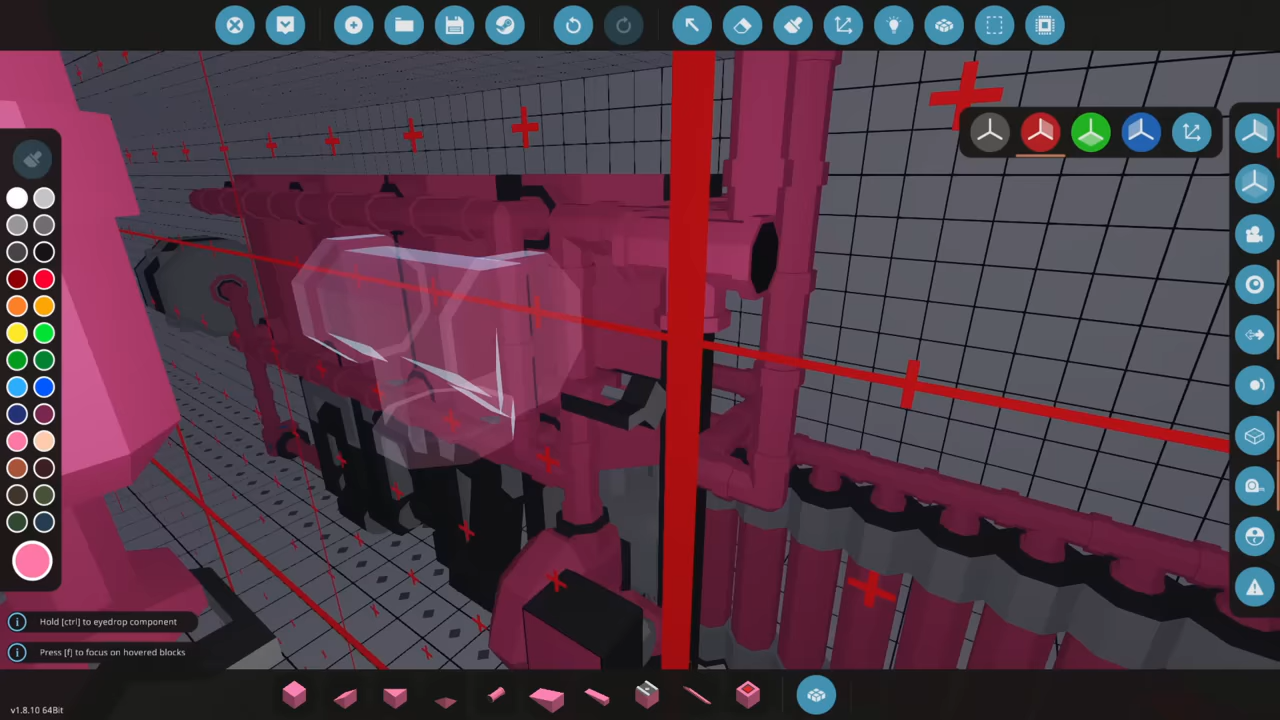 Hold [ctrl] to eyedrop component
Press [f] to focus on hovered blocks
v1.8.10 64Bit